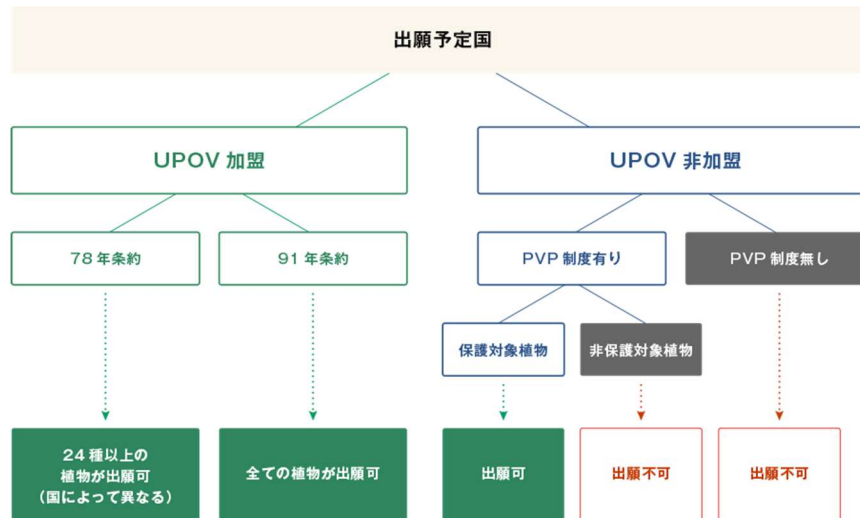 出願予定国
UPOV 加盟
UPOV 非加盟
78 年条約
91 年条約
PVP 制度有り
PVP 制度無し
保護対象植物
非保護対象植物
24 種以上の
植物が出願可
（国によって異なる）
全ての植物が出願可
出願可
出願不可
出願不可